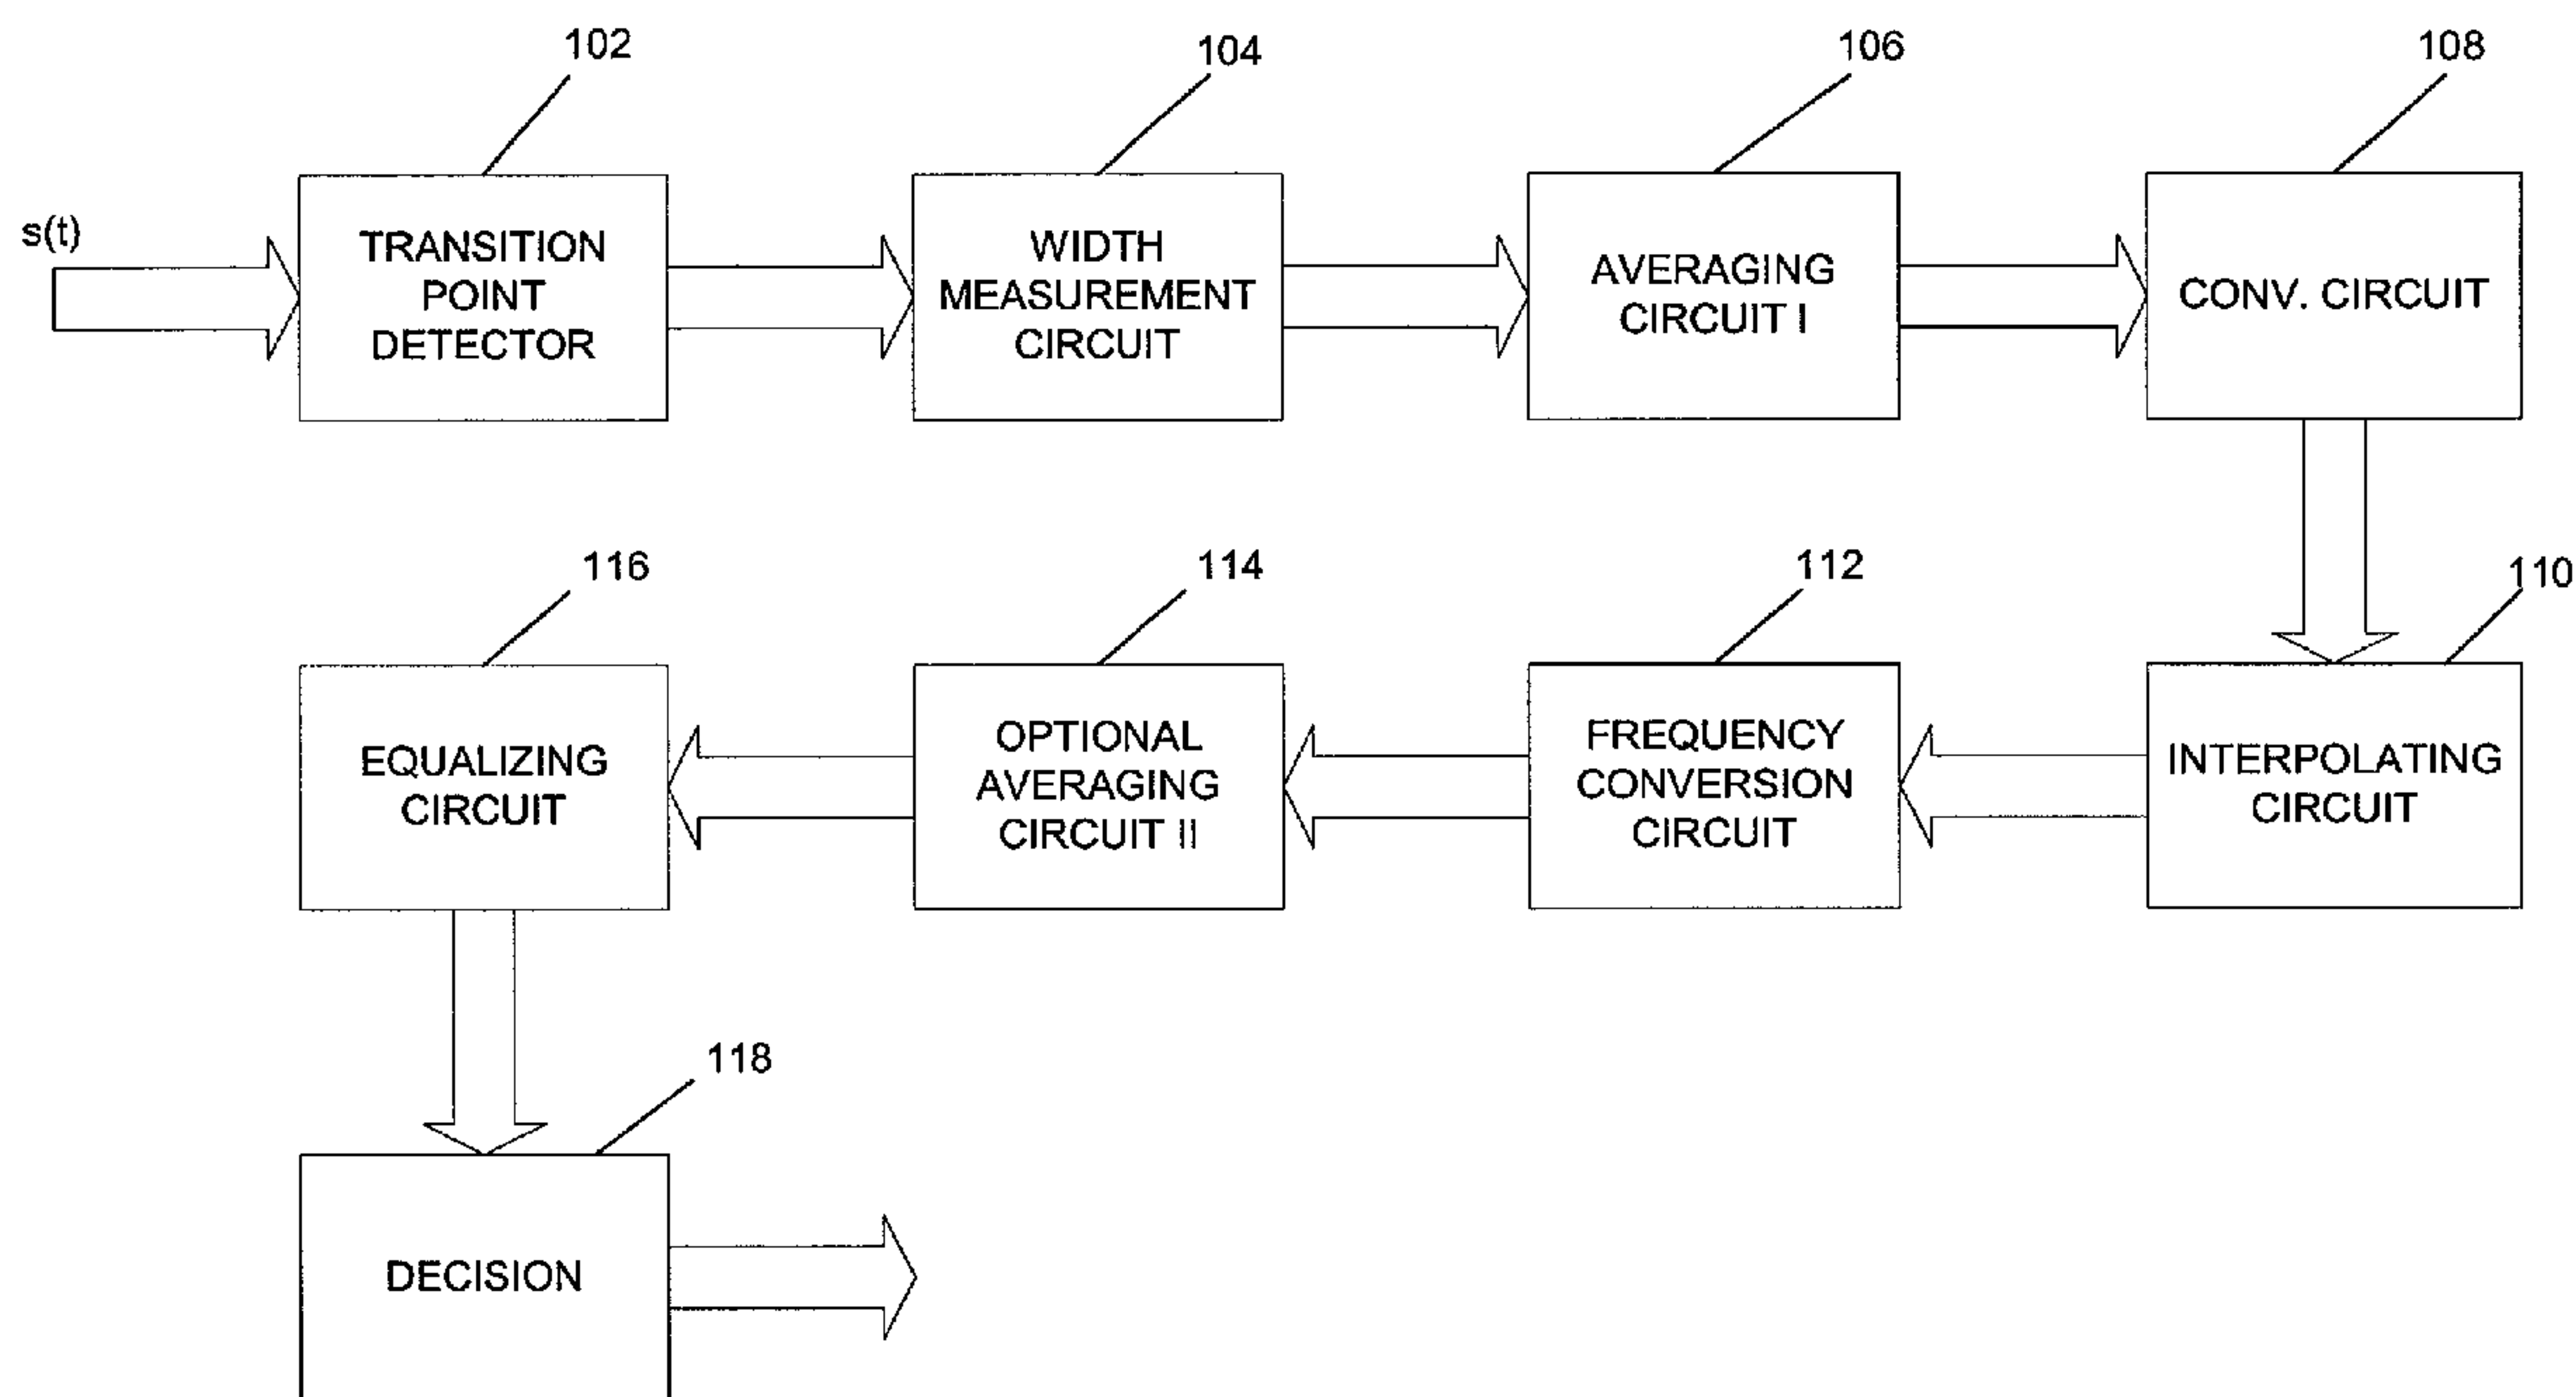 102
104
106
108
s(t)
TRANSITION
POINT
DETECTOR
WIDTH
MEASUREMENT
CIRCUIT
AVERAGING
CIRCUIT I
CONV. CIRCUIT
116
114
112
110
EQUALIZING
CIRCUIT
OPTIONAL
AVERAGING
CIRCUIT II
FREQUENCY
CONVERSION
CIRCUIT
INTERPOLATING
CIRCUIT
118
DECISION